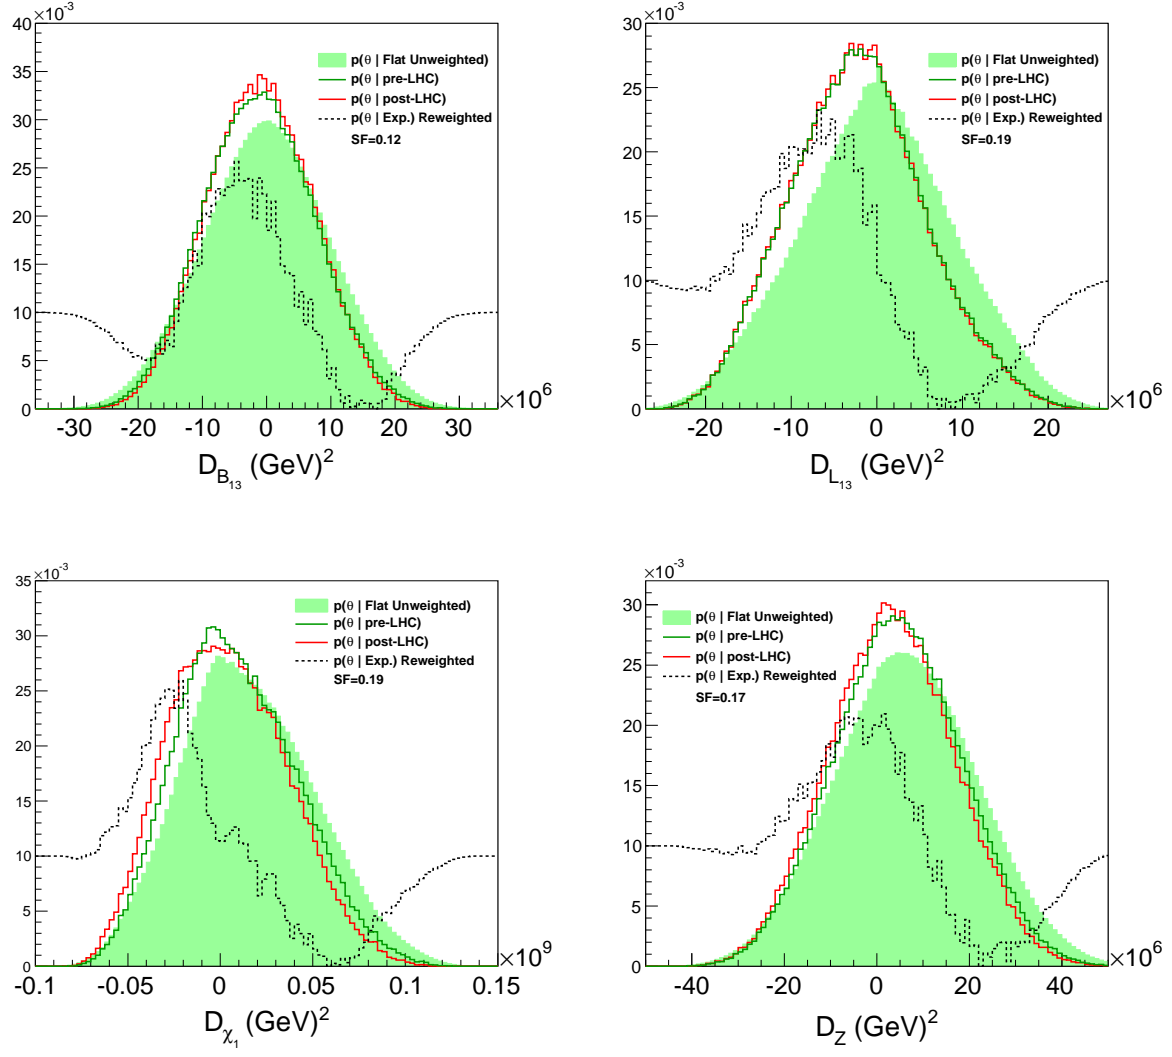 ×10⁻³
40
35
30
25
20
15
10
5
0
p(θ | Flat Unweighted)
p(θ | pre-LHC)
p(θ | post-LHC)
p(θ | Exp.) Reweighted
SF=0.12
-30 -20 -10 0 10 20 30
×10⁶
D_{B₁₃} (GeV)²
×10⁻³
30
25
20
15
10
5
0
p(θ | Flat Unweighted)
p(θ | pre-LHC)
p(θ | post-LHC)
p(θ | Exp.) Reweighted
SF=0.19
-20 -10 0 10 20
×10⁶
D_{L₁₃} (GeV)²
×10⁻³
35
30
25
20
15
10
5
0
p(θ | Flat Unweighted)
p(θ | pre-LHC)
p(θ | post-LHC)
p(θ | Exp.) Reweighted
SF=0.19
-0.1 -0.05 0 0.05 0.1 0.15
×10⁹
D_{χ₁} (GeV)²
×10⁻³
30
25
20
15
10
5
0
p(θ | Flat Unweighted)
p(θ | pre-LHC)
p(θ | post-LHC)
p(θ | Exp.) Reweighted
SF=0.17
-40 -20 0 20 40
×10⁶
D_Z (GeV)²